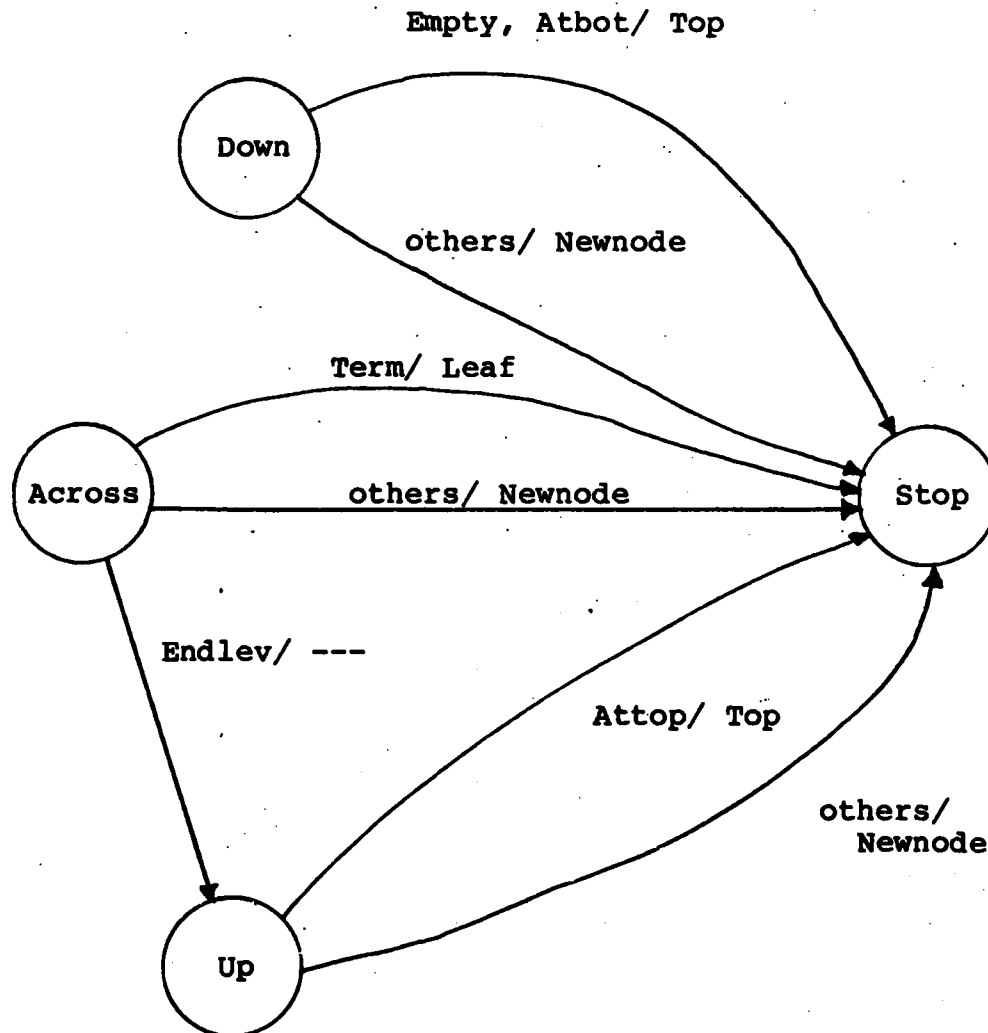 Empty, Atbot/ Top
Down
others/ Newnode
Term/ Leaf
Across
others/ Newnode
Stop
Endlev/ ---
Attop/ Top
others/
Newnode
Up